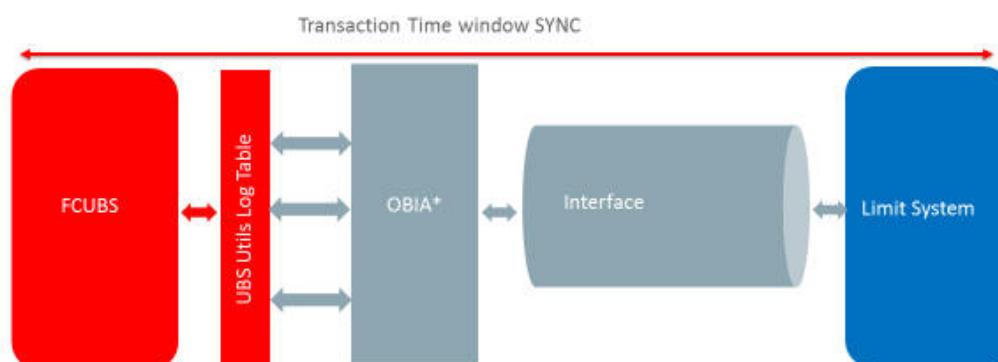 Transaction Time window SYNC
FCUBS
UBS Utils Log Table
OBIA*
Interface
Limit System